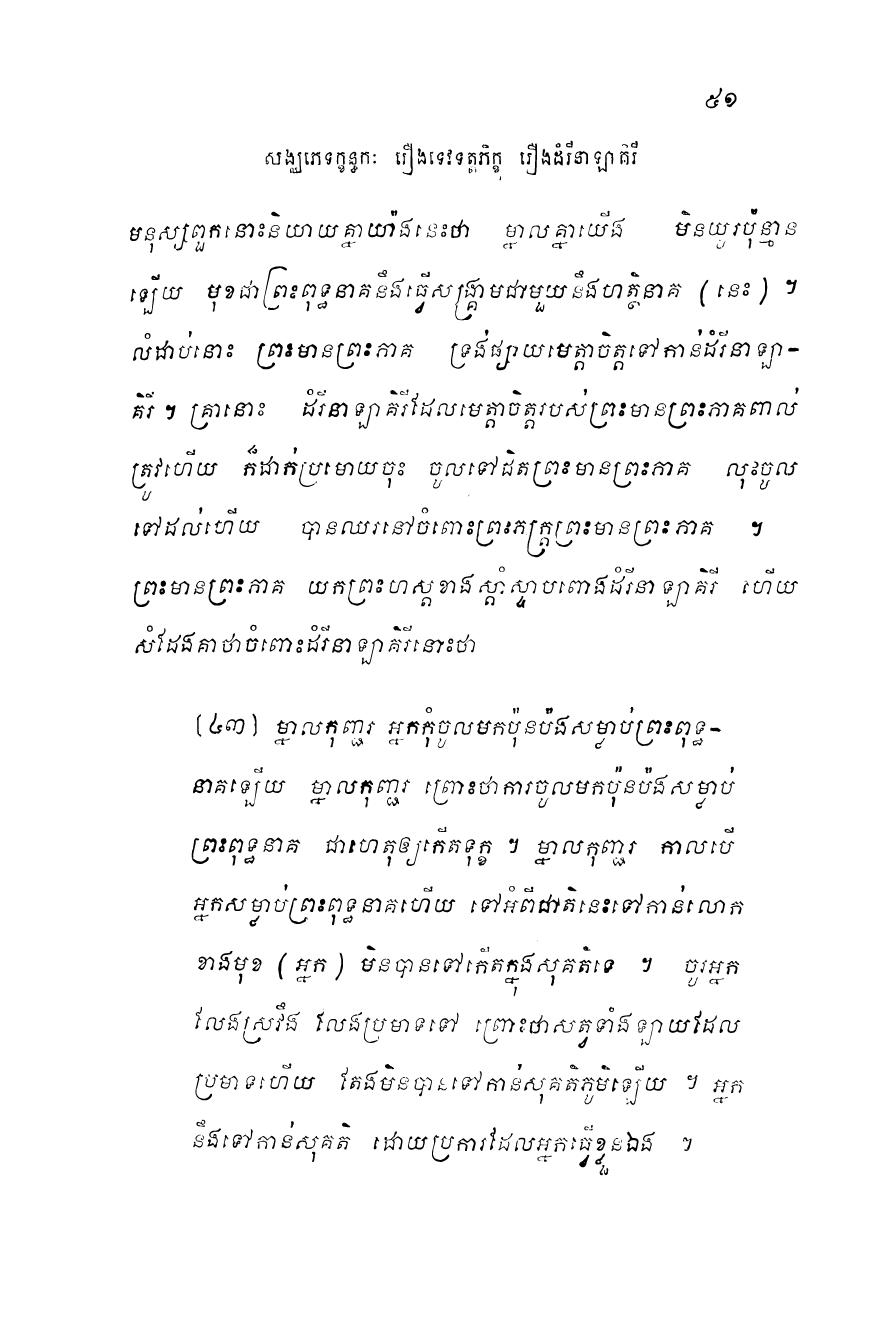 ៥១
សង្ឃភេទក្ខន្ធកៈ រឿងទេវទត្តភិក្ខុ រឿងដំរីនាឡាគិរី
មនុស្សពួកនោះនិយាយគ្នាយ៉ាងនេះថា ម្នាលគ្នាយើង មិនយូរប៉ុន្មាន
ឡើយ មុខជាព្រះពុទ្ធនាគនឹងធ្វើសង្គ្រាមជាមួយនឹងហត្ថិនាគ (នេះ) ។
លំដាប់នោះ ព្រះមានព្រះភាគ ទ្រង់ផ្សាយមេត្តាចិត្តទៅកាន់ដំរីនាឡា-
គិរី ។ គ្រានោះ ដំរីនាឡាគិរីដែលមេត្តាចិត្តរបស់ព្រះមានព្រះភាគពាល់
ត្រូវហើយ ក៏ដាក់ប្រមោយចុះ ចូលទៅជិតព្រះមានព្រះភាគ លុះចូល
ទៅដល់ហើយ បានឈរនៅចំពោះព្រះភក្ត្រព្រះមានព្រះភាគ ។
ព្រះមានព្រះភាគ យកព្រះហស្តខាងស្តាំស្ទាបពោងដំរីនាឡាគិរី ហើយ
សំដែងគាថាចំពោះដំរីនាឡាគិរីនោះថា
(៤៣) ម្នាលកុញ្ជរ អ្នកកុំចូលមកប៉ុនប៉ងសម្លាប់ព្រះពុទ្ធ-
នាគឡើយ ម្នាលកុញ្ជរ ព្រោះថាការចូលមកប៉ុនប៉ងសម្លាប់
ព្រះពុទ្ធនាគ ជាហេតុឲ្យកើតទុក្ខ ។ ម្នាលកុញ្ជរ កាលបើ
អ្នកសម្លាប់ព្រះពុទ្ធនាគហើយ ទៅអំពីជាតិនេះទៅកាន់លោក
ខាងមុខ (អ្នក) មិនបានទៅកើតក្នុងសុគតិទេ ។ ចូរអ្នក
លែងស្រវឹង លែងប្រមាទទៅ ព្រោះថាសត្វទាំងឡាយដែល
ប្រមាទហើយ តែងមិនបានទៅកាន់សុគតិភូមិឡើយ ។ អ្នក
នឹងទៅកាន់សុគតិ ដោយប្រការដែលអ្នកធ្វើខ្លួនឯង ។